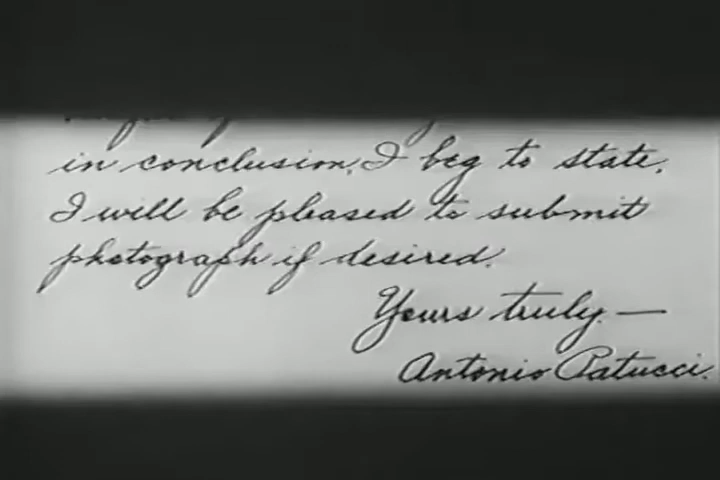 in conclusion, I beg to state,
I will be pleased to submit
photograph if desired.
Yours truly —
Antonio Patucci.